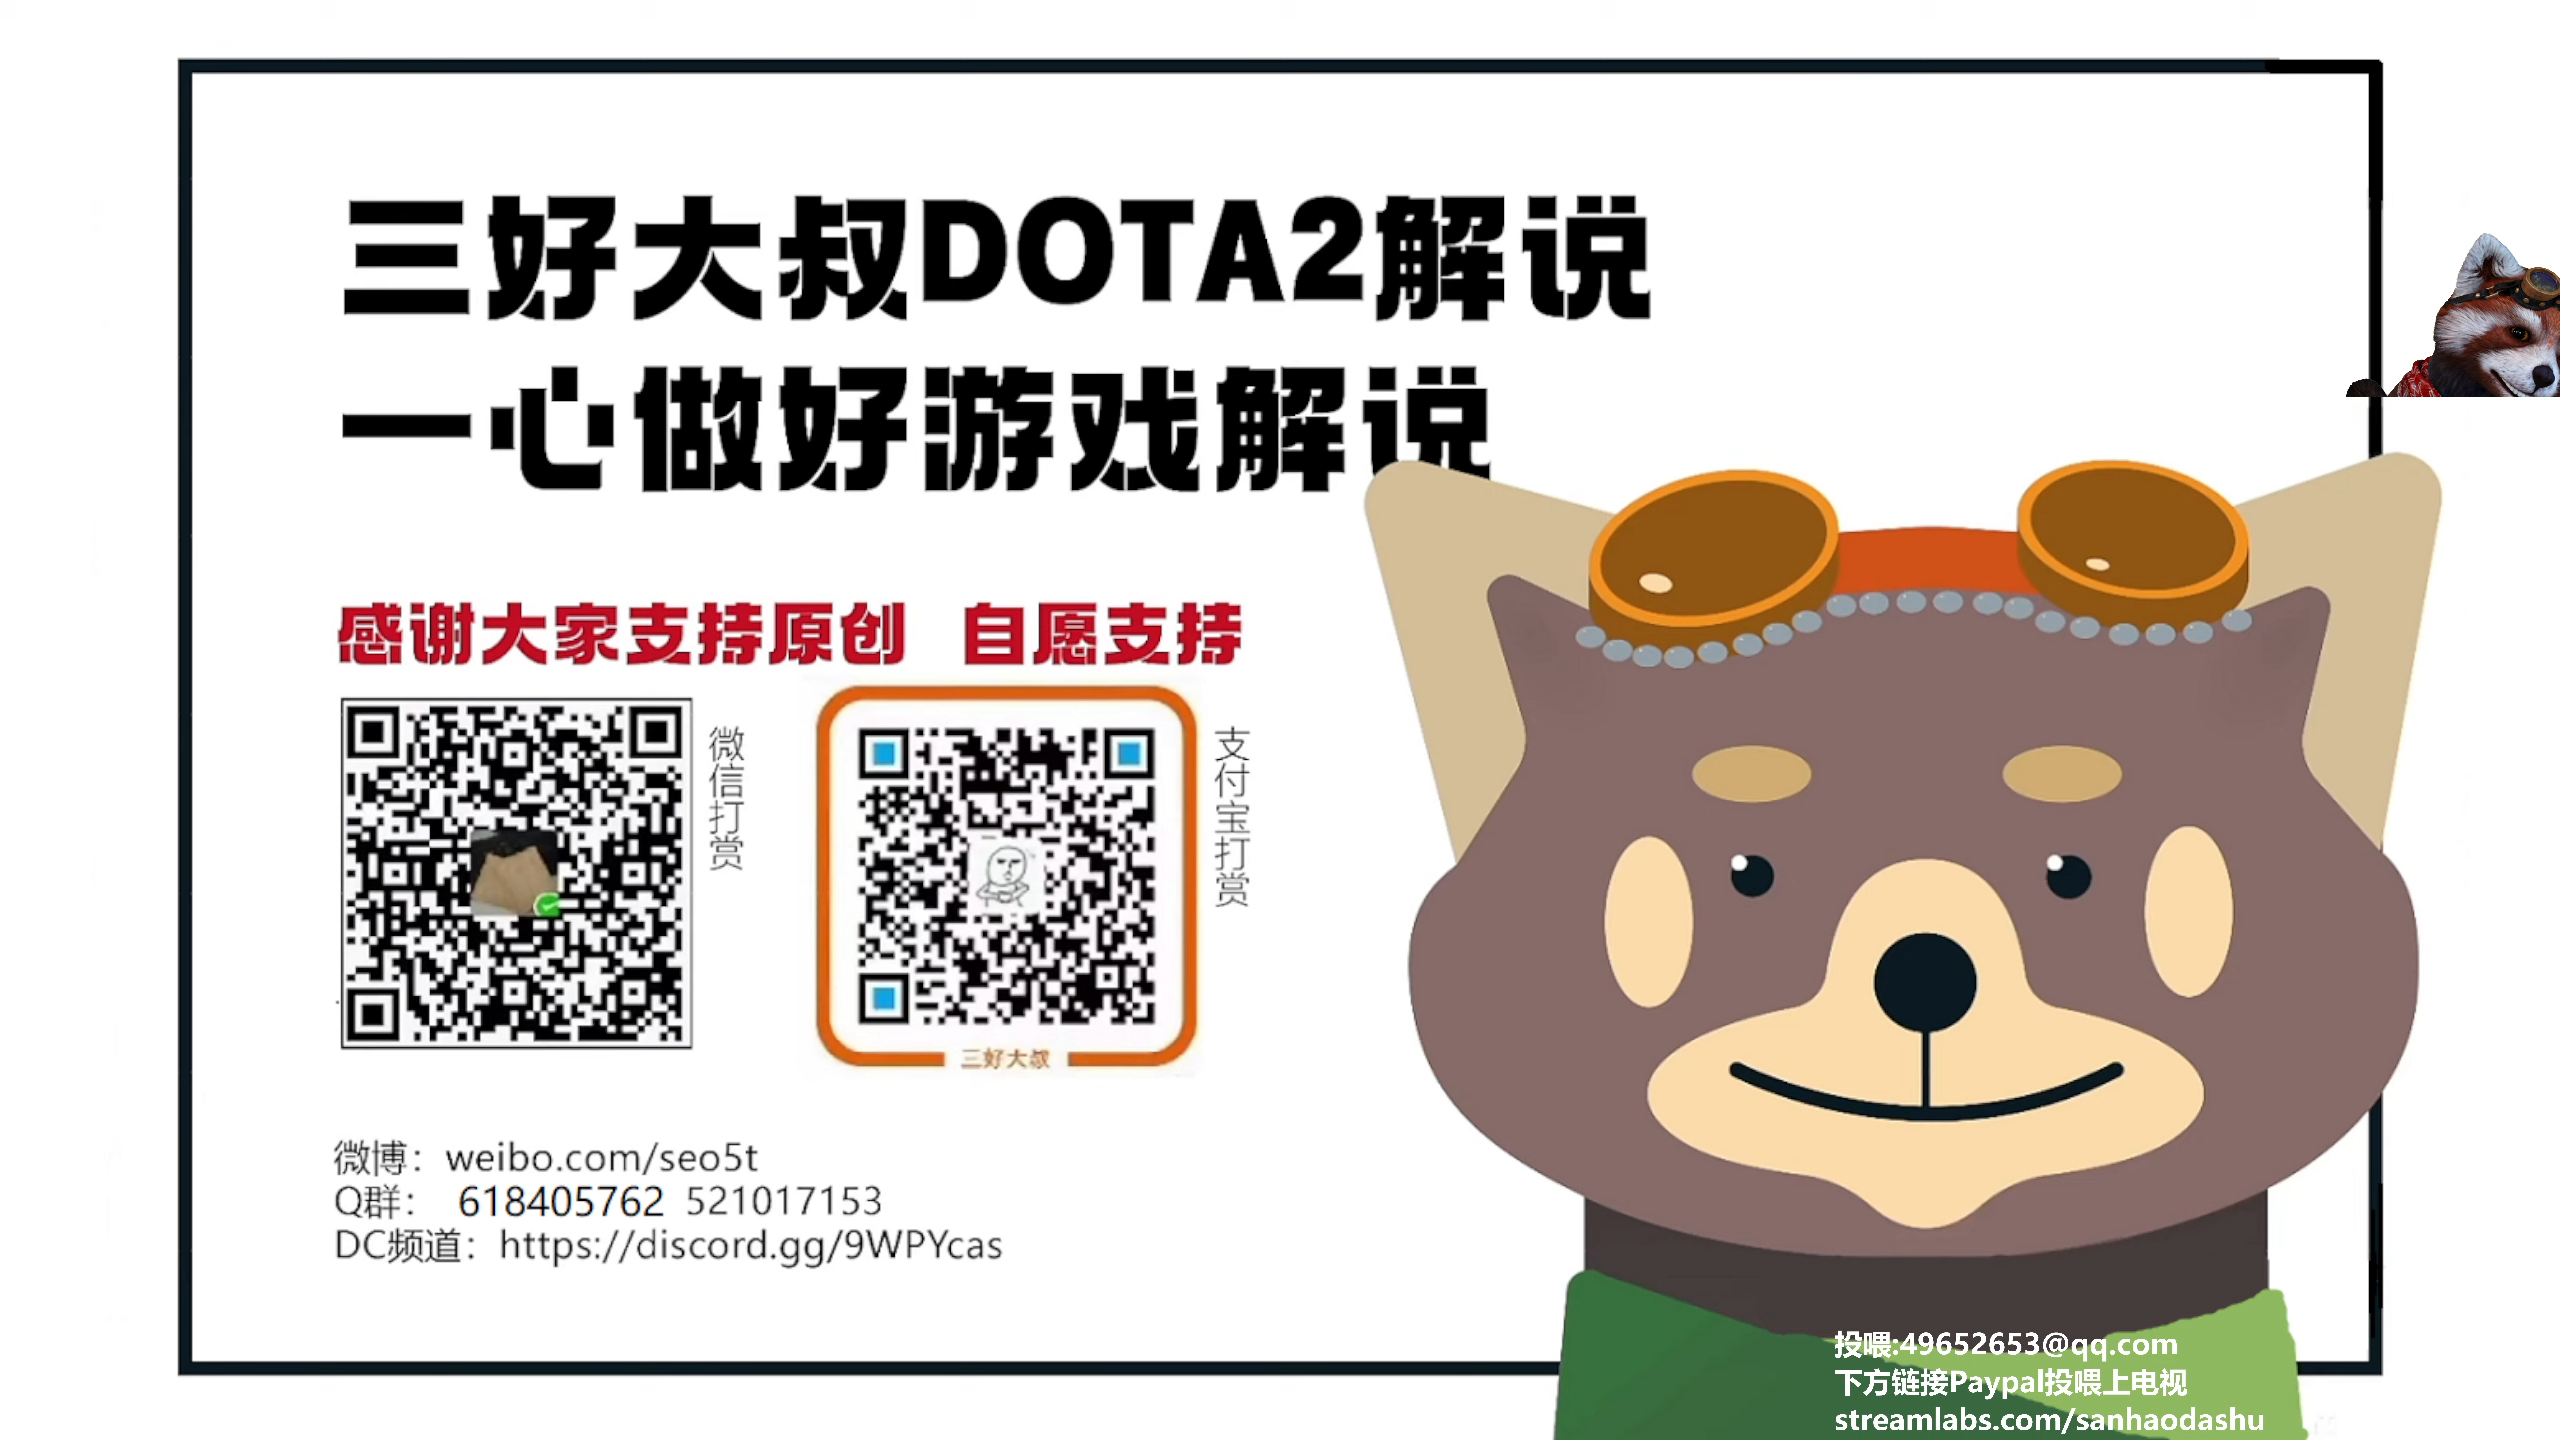 三好大叔DOTA2解说
一心做好游戏解说
感谢大家支持原创 自愿支持
微信打赏
支付宝打赏
三好大叔
微博：weibo.com/seo5t
Q群： 618405762 521017153
DC频道：https://discord.gg/9WPYcas
投喂:49652653@qq.com
下方链接Paypal投喂上电视
streamlabs.com/sanhaodashu